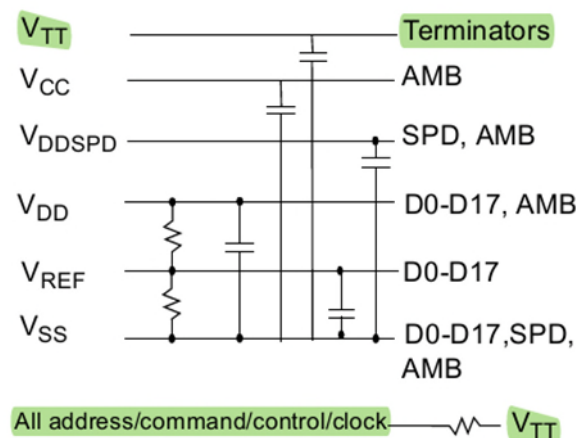 VTT Terminators
VCC AMB
VDDSPD SPD, AMB
VDD D0-D17, AMB
VREF D0-D17
VSS D0-D17,SPD,
AMB
All address/command/control/clock VTT